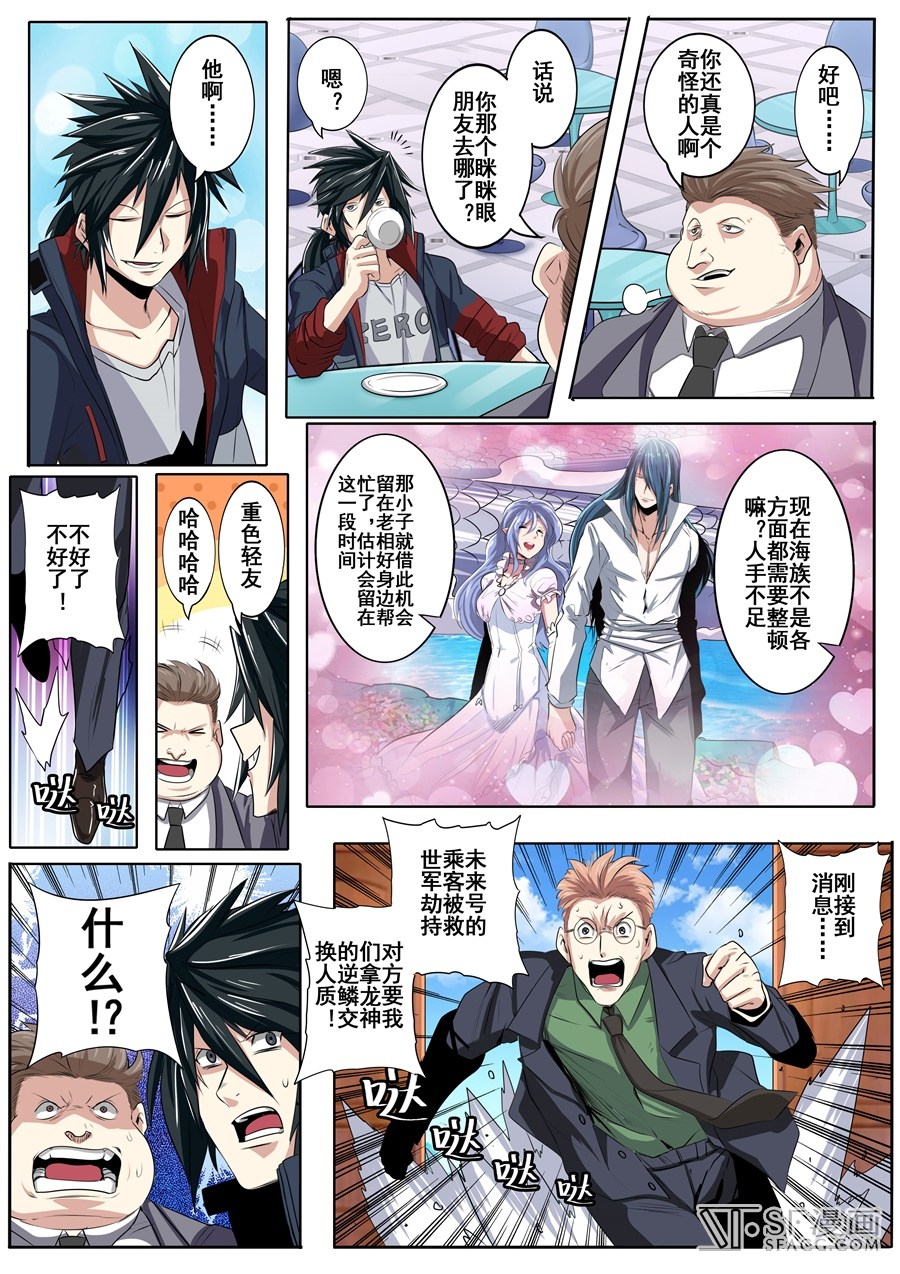 好吧……
你还真是个
奇怪的人啊
话说
你那个眯眯眼
朋友去哪了？
嗯？
ZERO
他啊……
现在海族不是各
方面都需要整顿
嘛？人手不足
那小子就借此机会
留在老相好身边帮
忙了，估计会留在
这一段时间
重色轻友
哈哈哈哈
不好了
不好了！
哒
哒
刚接到
消息……
未来号的
乘客被救
世军劫持
对方要我
们拿龙神
的逆鳞交
换人质！
哒
哒
哒
哒
什么!?
SF漫画
SFACG.COM